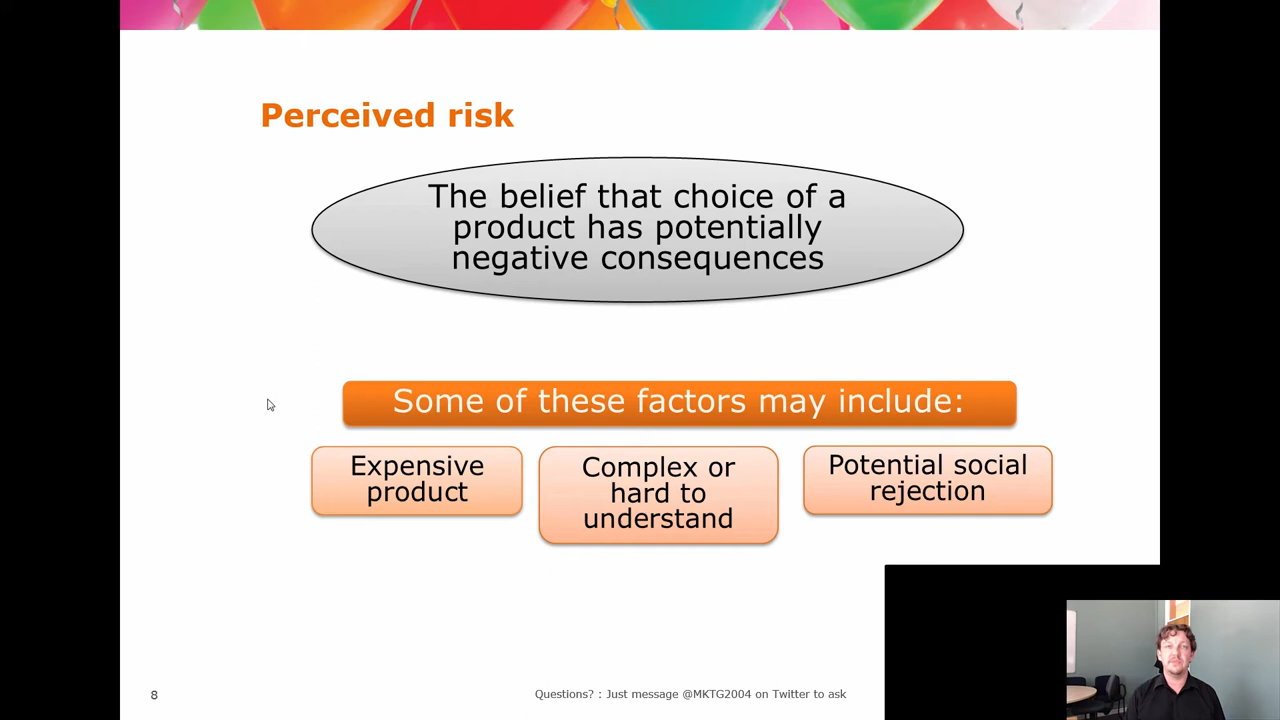 Perceived risk
The belief that choice of a
product has potentially
negative consequences
Some of these factors may include:
Expensive
product
Complex or
hard to
understand
Potential social
rejection
8
Questions? : Just message @MKTG2004 on Twitter to ask